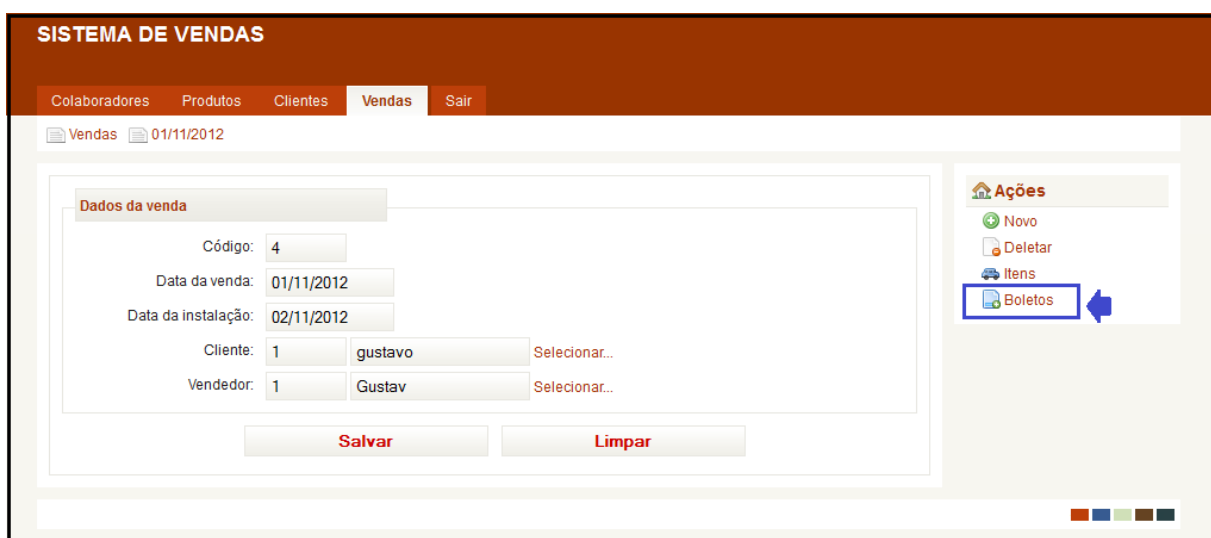 SISTEMA DE VENDAS
Colaboradores Produtos Clientes Vendas Sair
Vendas 01/11/2012
Dados da venda
Código: 4
Data da venda: 01/11/2012
Data da instalação: 02/11/2012
Cliente: 1 gustavo Selecionar...
Vendedor: 1 Gustav Selecionar...
Salvar Limpar
Ações
Novo
Deletar
Itens
Boletos